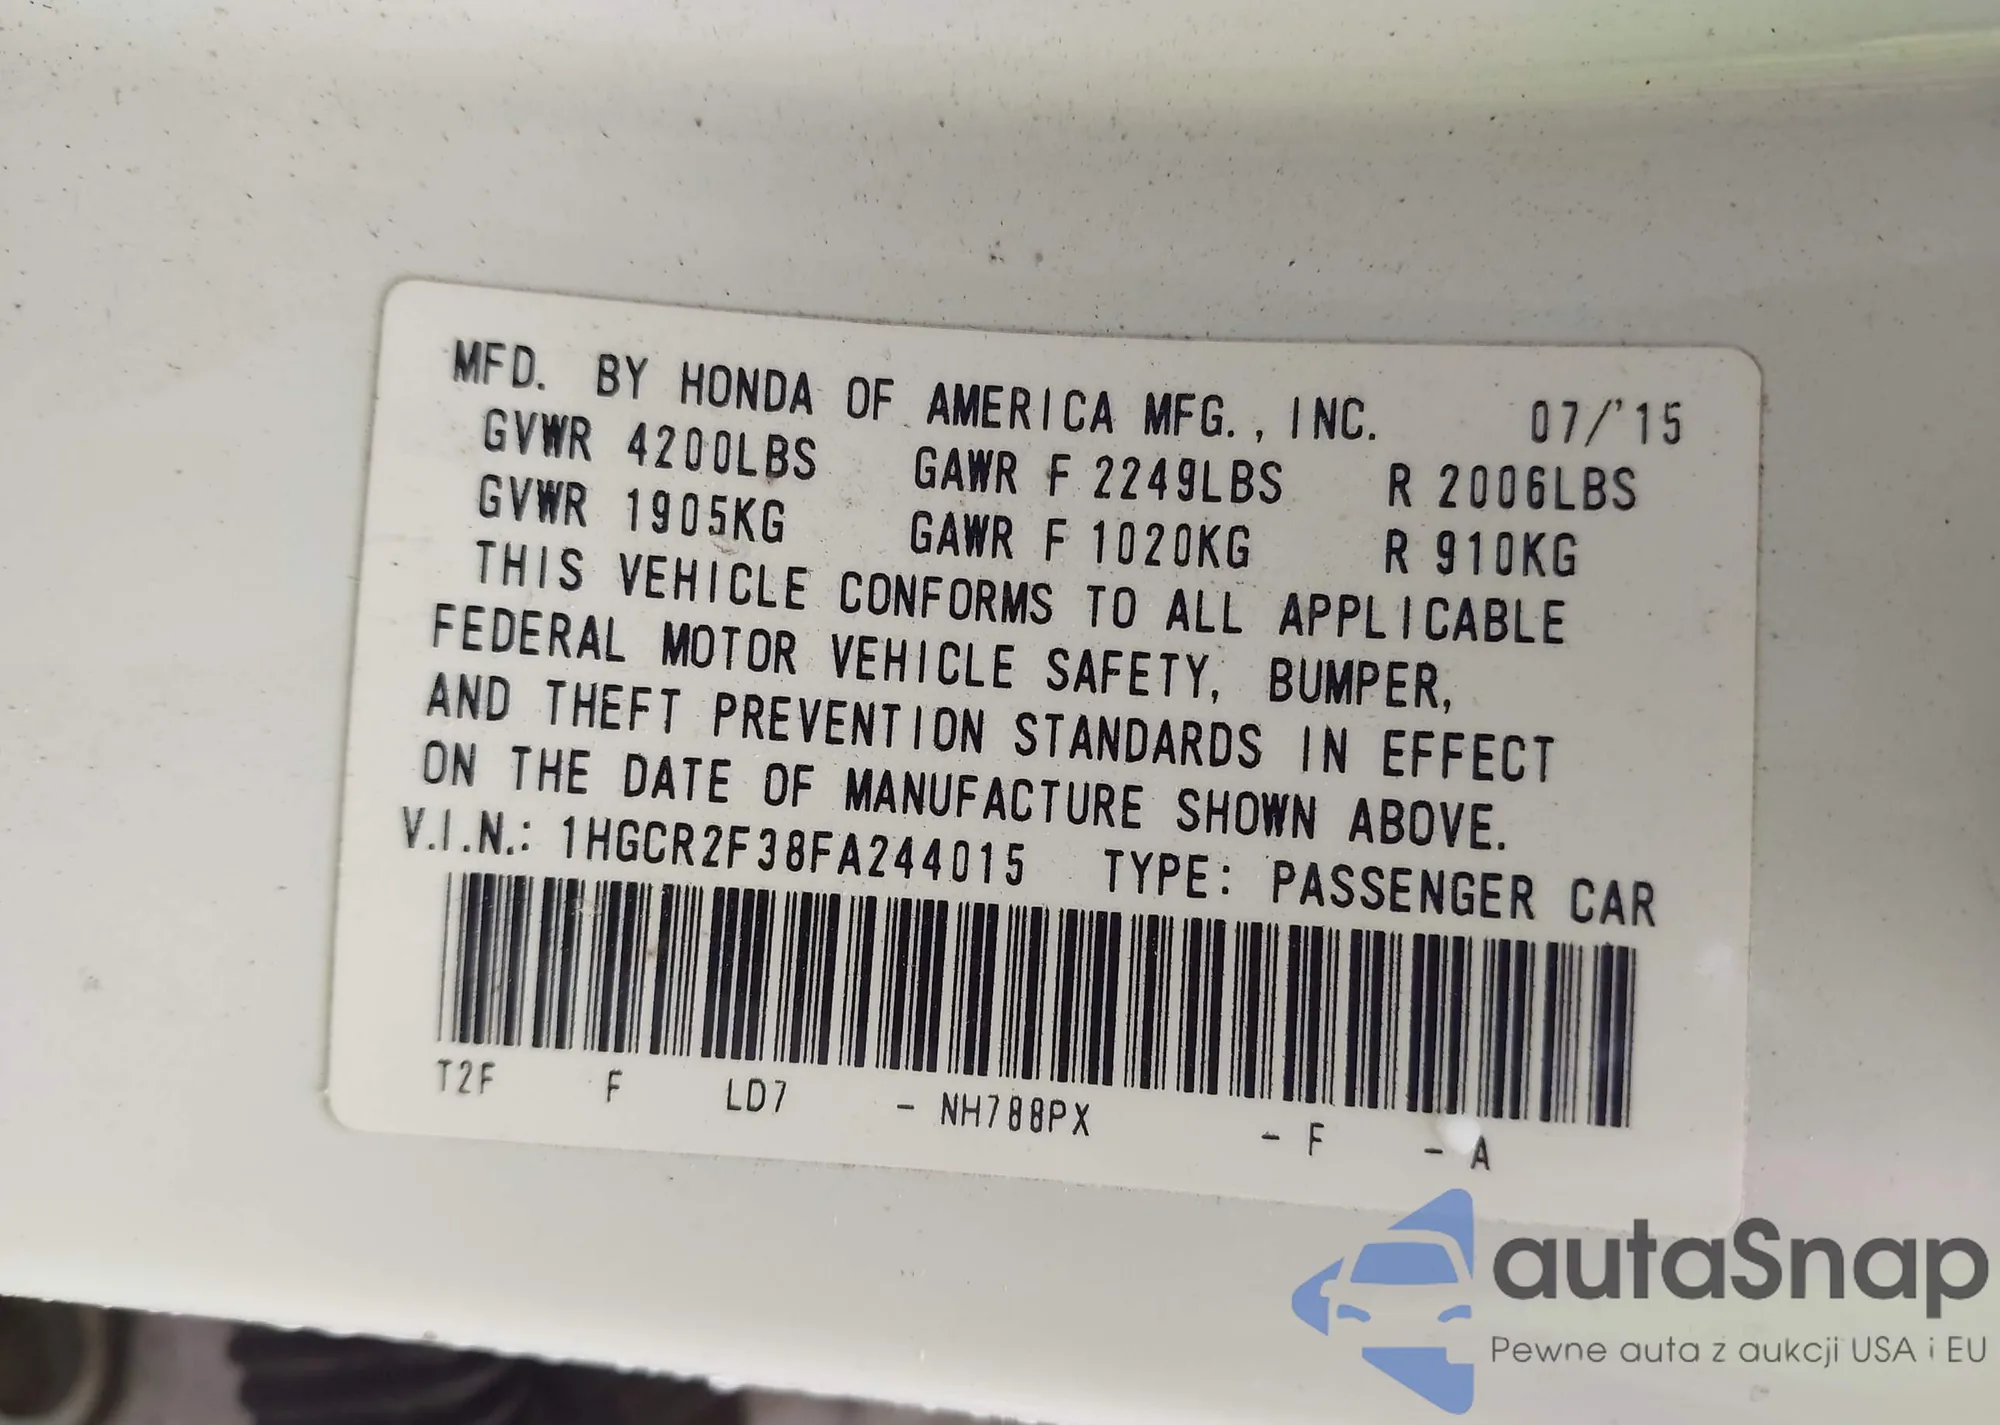 MFD. BY HONDA OF AMERICA MFG., INC. 07/'15
GVWR 4200LBS GAWR F 2249LBS R 2006LBS
GVWR 1905KG GAWR F 1020KG R 910KG
THIS VEHICLE CONFORMS TO ALL APPLICABLE
FEDERAL MOTOR VEHICLE SAFETY, BUMPER,
AND THEFT PREVENTION STANDARDS IN EFFECT
ON THE DATE OF MANUFACTURE SHOWN ABOVE.
V.I.N.: 1HGCR2F38FA244015 TYPE: PASSENGER CAR
T2F F LD7 - NH788PX - F - A
autaSnap
Pewne auta z aukcji USA i EU